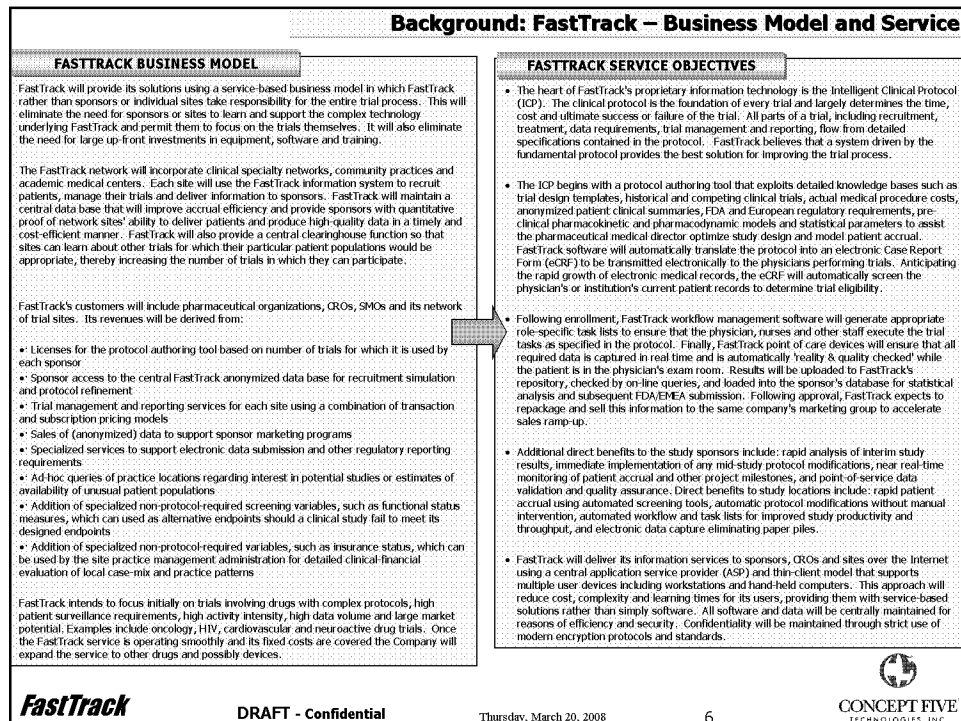 Background: FastTrack – Business Model and Service
FASTTRACK BUSINESS MODEL
FastTrack will provide its solutions using a service-based business model in which FastTrack
rather than sponsors or individual sites take responsibility for the entire trial process. This will
eliminate the need for sponsors or sites to learn and support the complex technology
underlying FastTrack and permit them to focus on the trials themselves. It will also eliminate
the need for large up-front investments in equipment, software and training.
The FastTrack network will incorporate clinical specialty networks, community practices and
academic medical centers. Each site will use the FastTrack information system to recruit
patients, manage their trials and deliver information to sponsors. FastTrack will maintain a
central data base that will improve accrual efficiency and provide sponsors with quantitative
proof of network sites' ability to deliver patients and produce high-quality data in a timely and
cost-efficient manner. FastTrack will also provide a central clearinghouse function so that
sites can learn about other trials for which their particular patient populations would be
appropriate, thereby increasing the number of trials in which they can participate.
FastTrack's customers will include pharmaceutical organizations, CROs, SMOs and its network
of trial sites. Its revenues will be derived from:
•· Licenses for the protocol authoring tool based on number of trials for which it is used by
each sponsor
•· Sponsor access to the central FastTrack anonymized data base for recruitment simulation
and protocol refinement
•· Trial management and reporting services for each site using a combination of transaction
and subscription pricing models
•· Sales of (anonymized) data to support sponsor marketing programs
•· Specialized services to support electronic data submission and other regulatory reporting
requirements
•· Ad-hoc queries of practice locations regarding interest in potential studies or estimates of
availability of unusual patient populations
•· Addition of specialized non-protocol-required screening variables, such as functional status
measures, which can used as alternative endpoints should a clinical study fail to meet its
designed endpoints
•· Addition of specialized non-protocol-required variables, such as insurance status, which can
be used by the site practice management administration for detailed clinical-financial
evaluation of local case-mix and practice patterns
FastTrack intends to focus initially on trials involving drugs with complex protocols, high
patient surveillance requirements, high activity intensity, high data volume and large market
potential. Examples include oncology, HIV, cardiovascular and neuroactive drug trials. Once
the FastTrack service is operating smoothly and its fixed costs are covered the Company will
expand the service to other drugs and possibly devices.
FASTTRACK SERVICE OBJECTIVES
• The heart of FastTrack's proprietary information technology is the Intelligent Clinical Protocol
(ICP). The clinical protocol is the foundation of every trial and largely determines the time,
cost and ultimate success or failure of the trial. All parts of a trial, including recruitment,
treatment, data requirements, trial management and reporting, flow from detailed
specifications contained in the protocol. FastTrack believes that a system driven by the
fundamental protocol provides the best solution for improving the trial process.
• The ICP begins with a protocol authoring tool that exploits detailed knowledge bases such as
trial design templates, historical and competing clinical trials, actual medical procedure costs,
anonymized patient clinical summaries, FDA and European regulatory requirements, pre-
clinical pharmacokinetic and pharmacodynamic models and statistical parameters to assist
the pharmaceutical medical director optimize study design and model patient accrual.
FastTrack software will automatically translate the protocol into an electronic Case Report
Form (eCRF) to be transmitted electronically to the physicians performing trials. Anticipating
the rapid growth of electronic medical records, the eCRF will automatically screen the
physician's or institution's current patient records to determine trial eligibility.
• Following enrollment, FastTrack workflow management software will generate appropriate
role-specific task lists to ensure that the physician, nurses and other staff execute the trial
tasks as specified in the protocol. Finally, FastTrack point of care devices will ensure that all
required data is captured in real time and is automatically 'reality & quality checked' while
the patient is in the physician's exam room. Results will be uploaded to FastTrack's
repository, checked by on-line queries, and loaded into the sponsor's database for statistical
analysis and subsequent FDA/EMEA submission. Following approval, FastTrack expects to
repackage and sell this information to the same company's marketing group to accelerate
sales ramp-up.
• Additional direct benefits to the study sponsors include: rapid analysis of interim study
results, immediate implementation of any mid-study protocol modifications, near real-time
monitoring of patient accrual and other project milestones, and point-of-service data
validation and quality assurance. Direct benefits to study locations include: rapid patient
accrual using automated screening tools, automatic protocol modifications without manual
intervention, automated workflow and task lists for improved study productivity and
throughput, and electronic data capture eliminating paper piles.
• FastTrack will deliver its information services to sponsors, CROs and sites over the Internet
using a central application service provider (ASP) and thin-client model that supports
multiple user devices including workstations and hand-held computers. This approach will
reduce cost, complexity and learning times for its users, providing them with service-based
solutions rather than simply software. All software and data will be centrally maintained for
reasons of efficiency and security. Confidentiality will be maintained through strict use of
modern encryption protocols and standards.
FastTrack
DRAFT - Confidential
Thursday, March 20, 2008
6
CONCEPT FIVE
TECHNOLOGIES, INC.